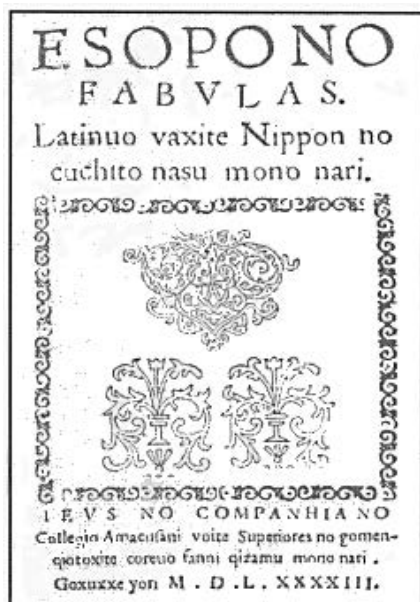 ESOPONO
FABVLAS.
Latinuo vaxite Nippon no
cuchito nasu mono nari.
IEVS NO COMPANHIA NO
Collegio Amacusani voite Superiores no gomen-
qiotoxite coreuo fanni qizamu mono nari.
Goxuxxe yori M. D. L. XXXXIII.